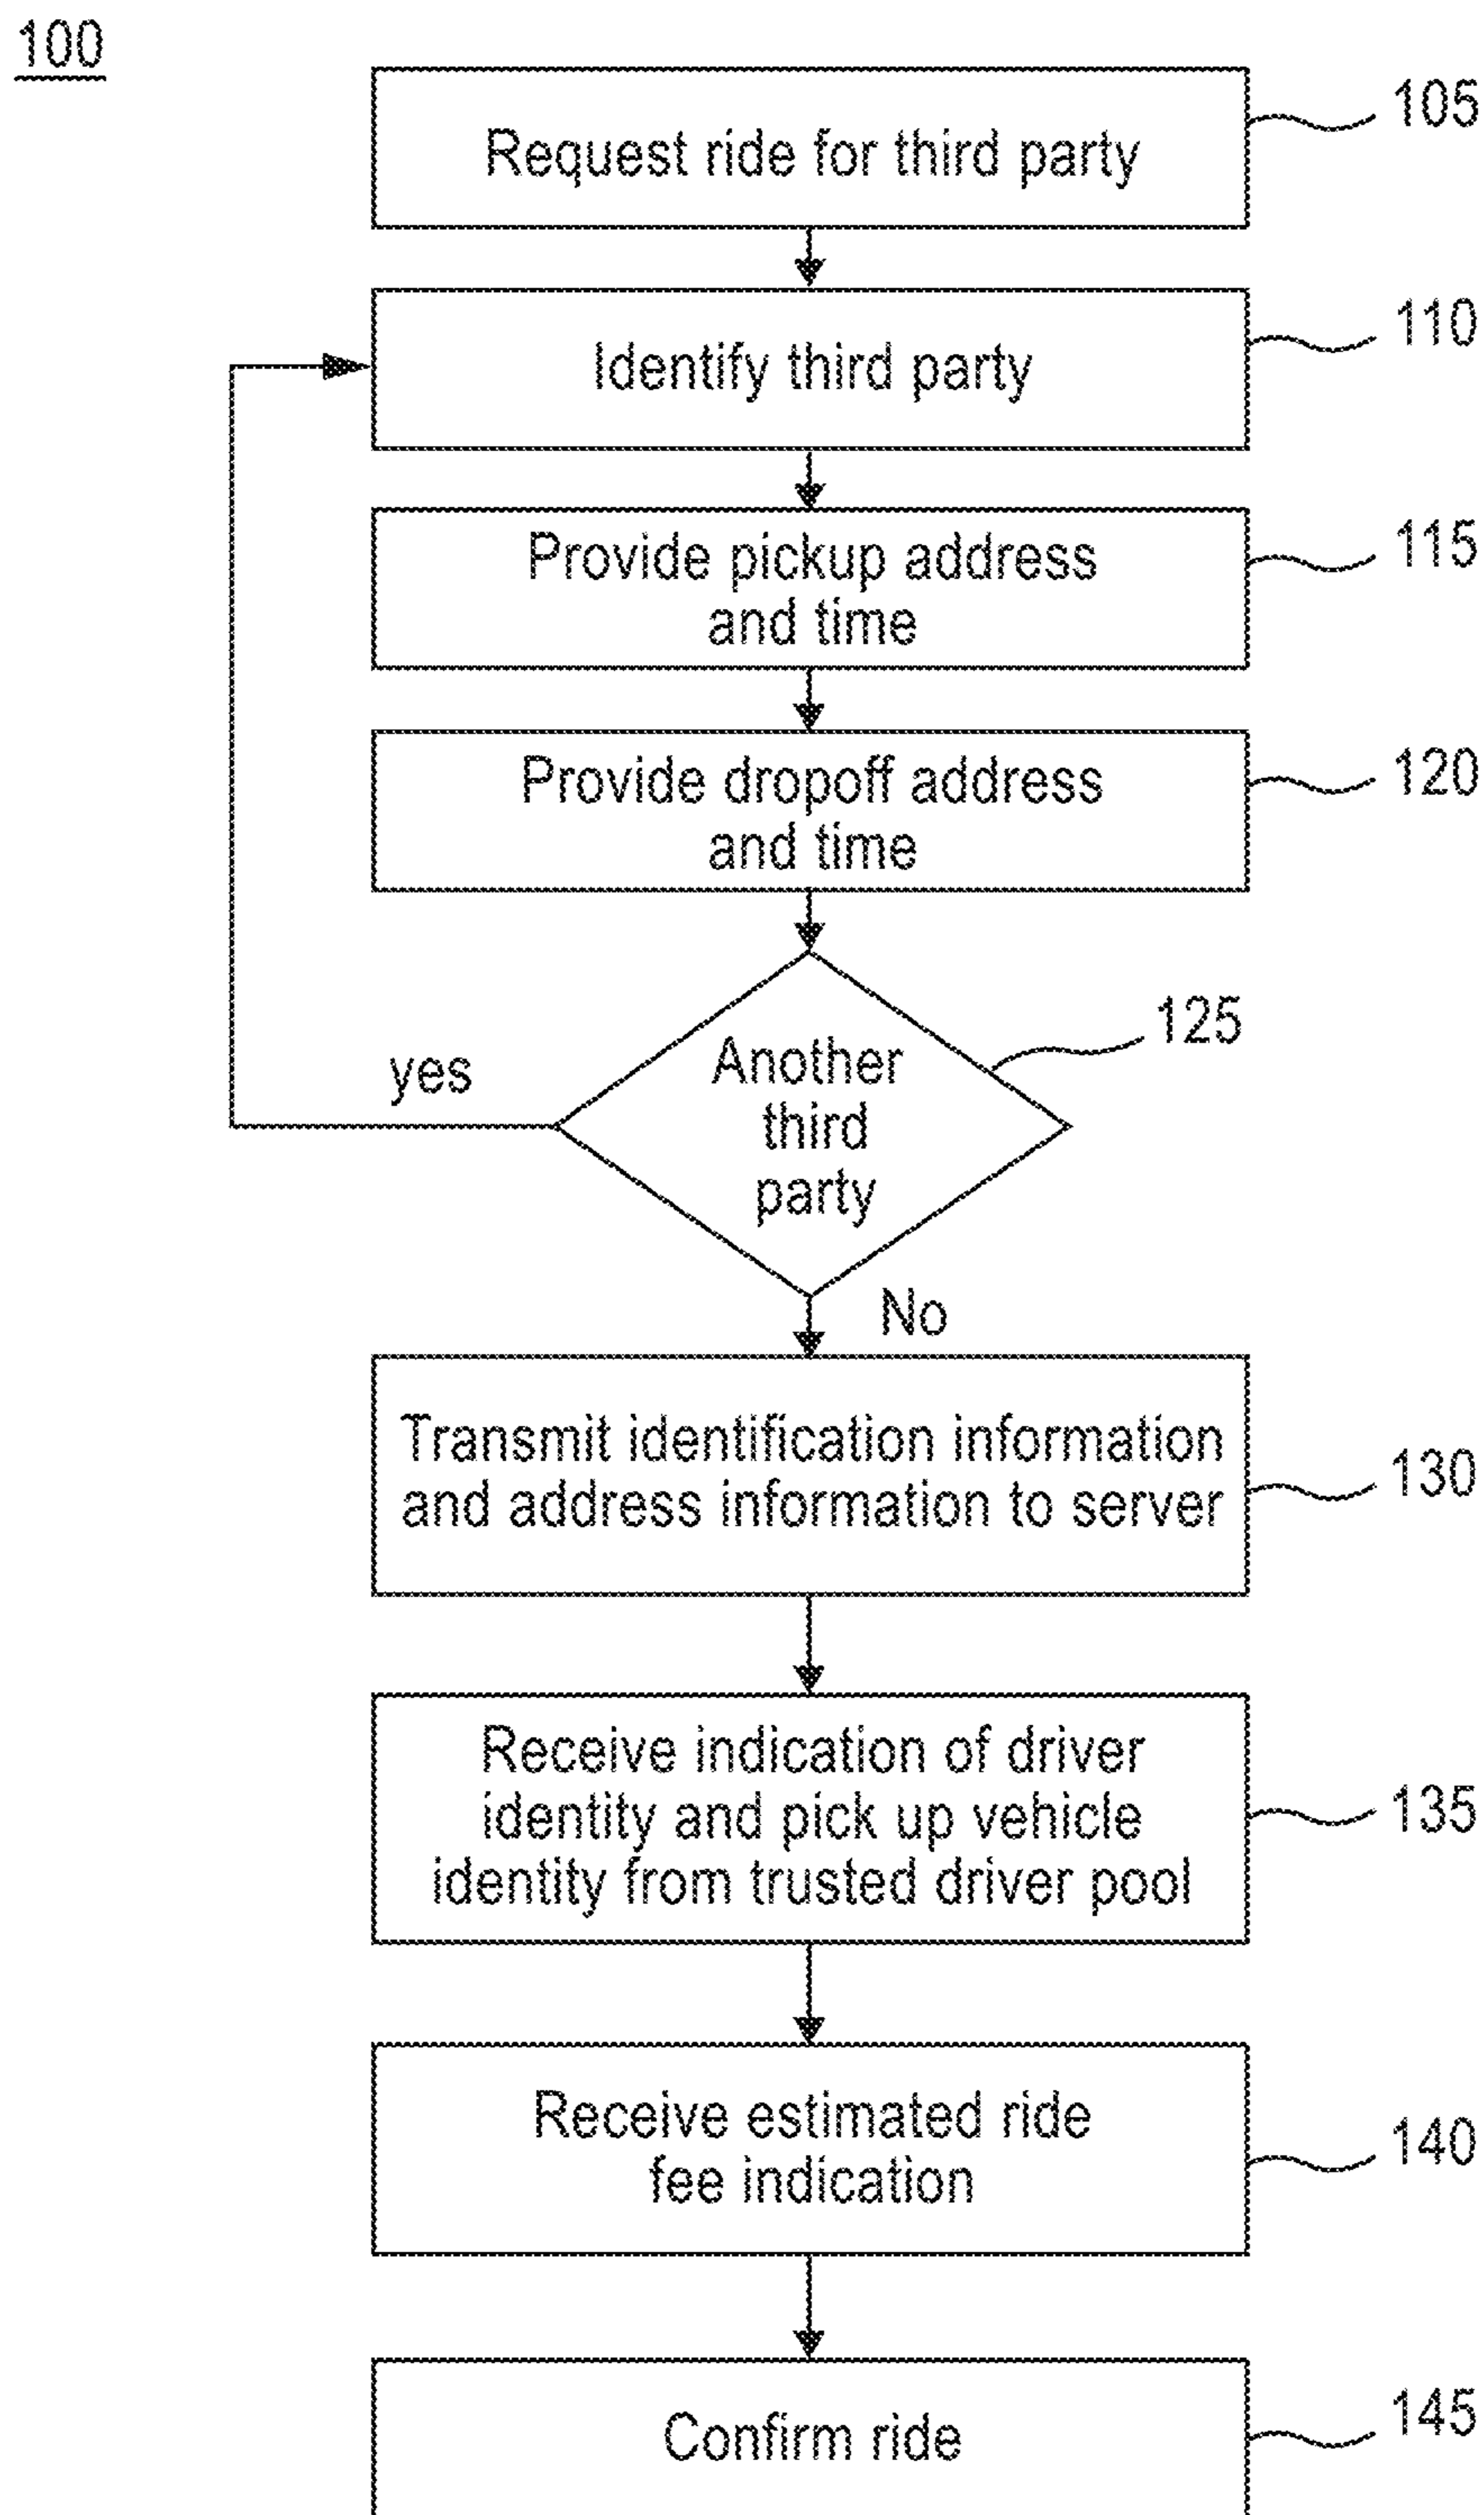 100
Request ride for third party
105
Identify third party
110
Provide pickup address
and time
115
Provide dropoff address
and time
120
Another
third
party
125
yes
No
Transmit identification information
and address information to server
130
Receive indication of driver
identity and pick up vehicle
identity from trusted driver pool
135
Receive estimated ride
fee indication
140
Confirm ride
145